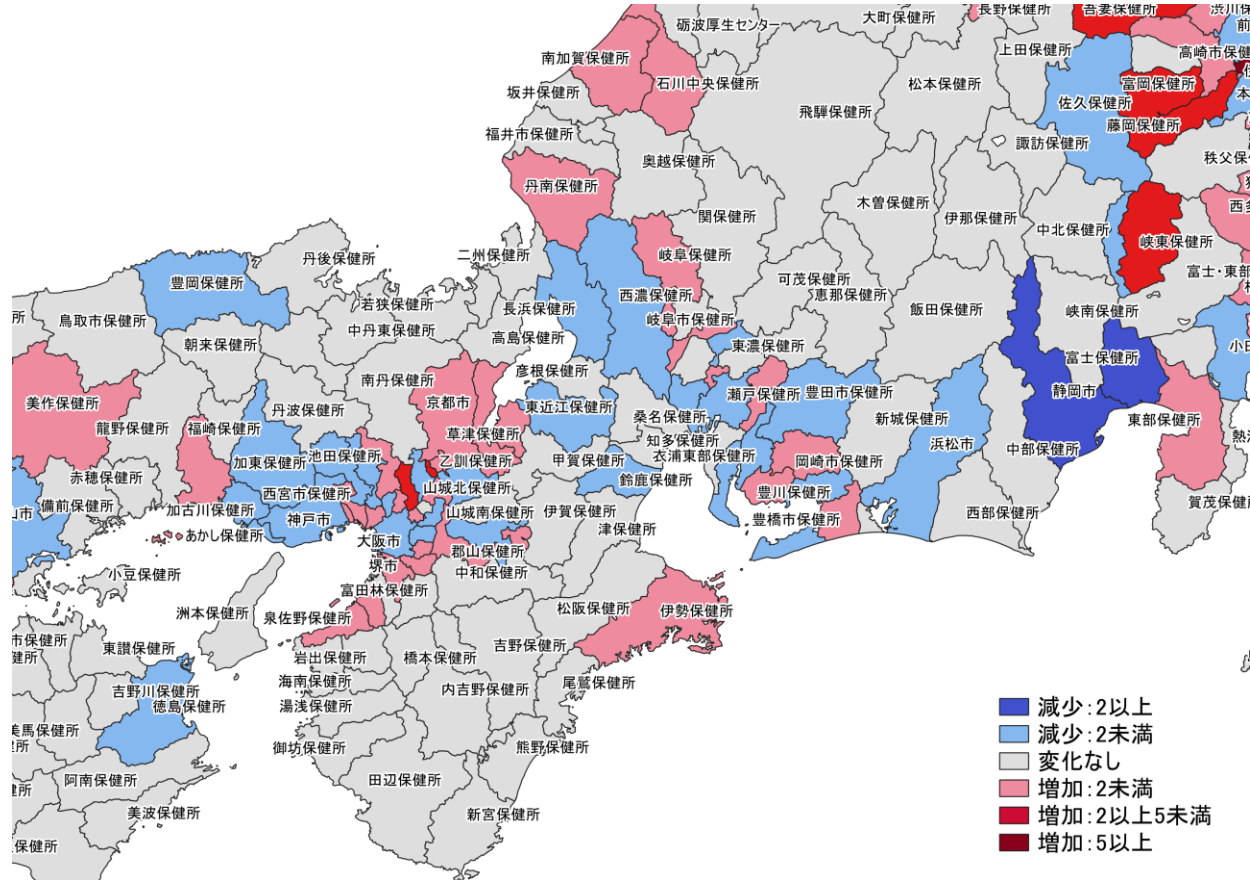 吾妻保健所
長野保健所
渋川保
大町保健所
砺波厚生センター
前
南加賀保健所
上田保健所
高崎市保健
石川中央保健所
松本保健所
富岡保健所
坂井保健所
佐久保健所
本
飛騨保健所
藤岡保健所
福井市保健所
諏訪保健所
奥越保健所
秩父保
丹南保健所
木曽保健所
伊那保健所
西多
関保健所
中北保健所
峡東保健所
丹後保健所
二州保健所
岐阜保健所
富士・東部
豊岡保健所
可茂保健所
西濃保健所
恵那保健所
若狭保健所
長浜保健所
飯田保健所
峡南保健所
鳥取市保健所
岐阜市保健所
中丹東保健所
高島保健所
東濃保健所
小田
朝来保健所
富士保健所
彦根保健所
南丹保健所
京都市
瀬戸保健所
豊田市保健所
静岡市
美作保健所
東近江保健所
丹波保健所
桑名保健所
新城保健所
東部保健所
龍野保健所
福崎保健所
草津保健所
知多保健所
浜松市
中部保健所
熱海
池田保健所
加東保健所
乙訓保健所
甲賀保健所
衣浦東部保健所
岡崎市保健所
赤穂保健所
鈴鹿保健所
山城北保健所
西宮市保健所
豊川保健所
賀茂保健所
備前保健所
加古川保健所
山城南保健所
伊賀保健所
西部保健所
山市
神戸市
豊橋市保健所
津保健所
あかし保健所
大阪市
郡山保健所
堺市
中和保健所
小豆保健所
富田林保健所
洲本保健所
松阪保健所
伊勢保健所
泉佐野保健所
市保健所
東讃保健所
吉野保健所
健所
岩出保健所
橋本保健所
海南保健所
尾鷲保健所
吉野川保健所
内吉野保健所
徳島保健所
湯浅保健所
美馬保健所
御坊保健所
熊野保健所
阿南保健所
田辺保健所
美波保健所
新宮保健所
保健所
減少：2以上
減少：2未満
変化なし
増加：2未満
増加：2以上5未満
増加：5以上